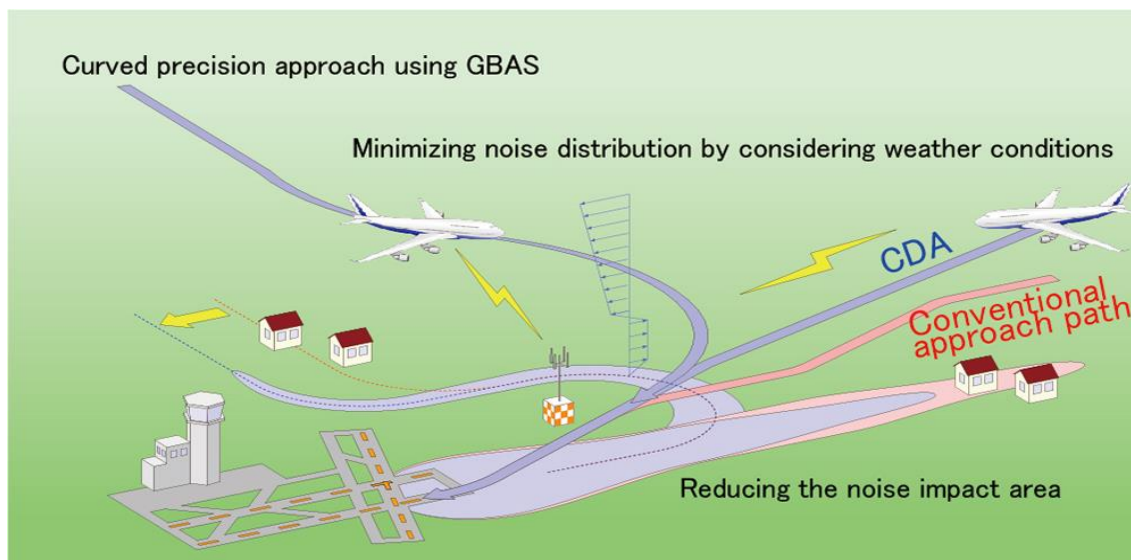 Curved precision approach using GBAS
Minimizing noise distribution by considering weather conditions
CDA
Conventional
approach path
Reducing the noise impact area